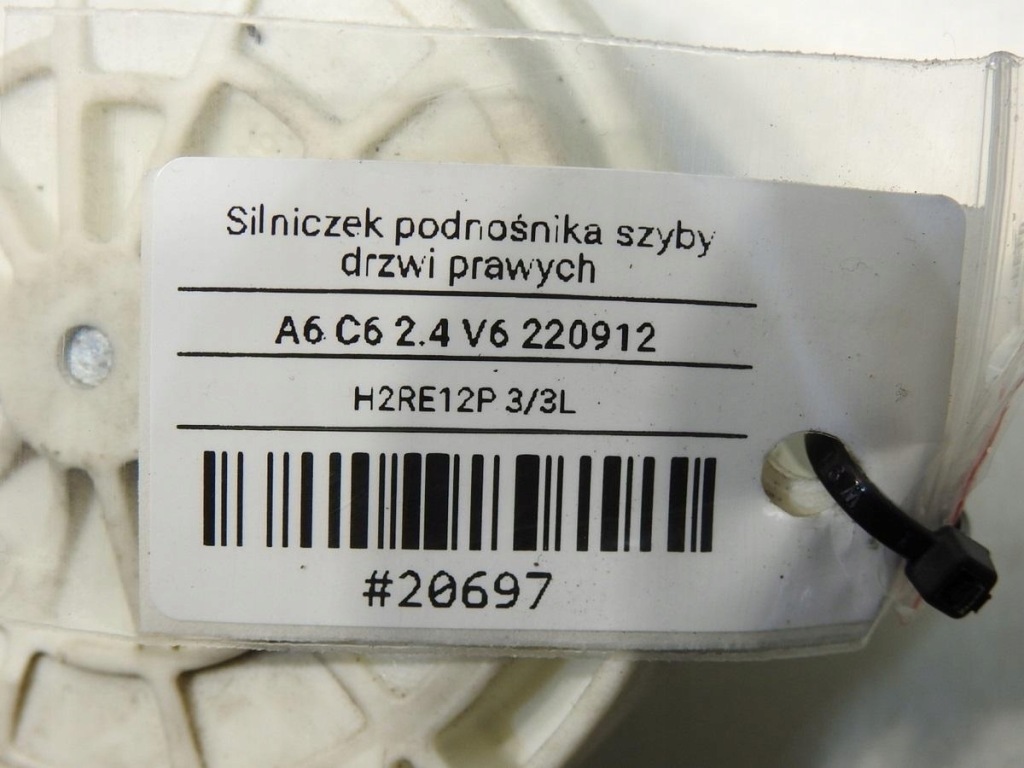 Silniczek podnośnika szyby
drzwi prawych
A6 C6 2.4 V6 220912
H2RE12P 3/3L
#20697